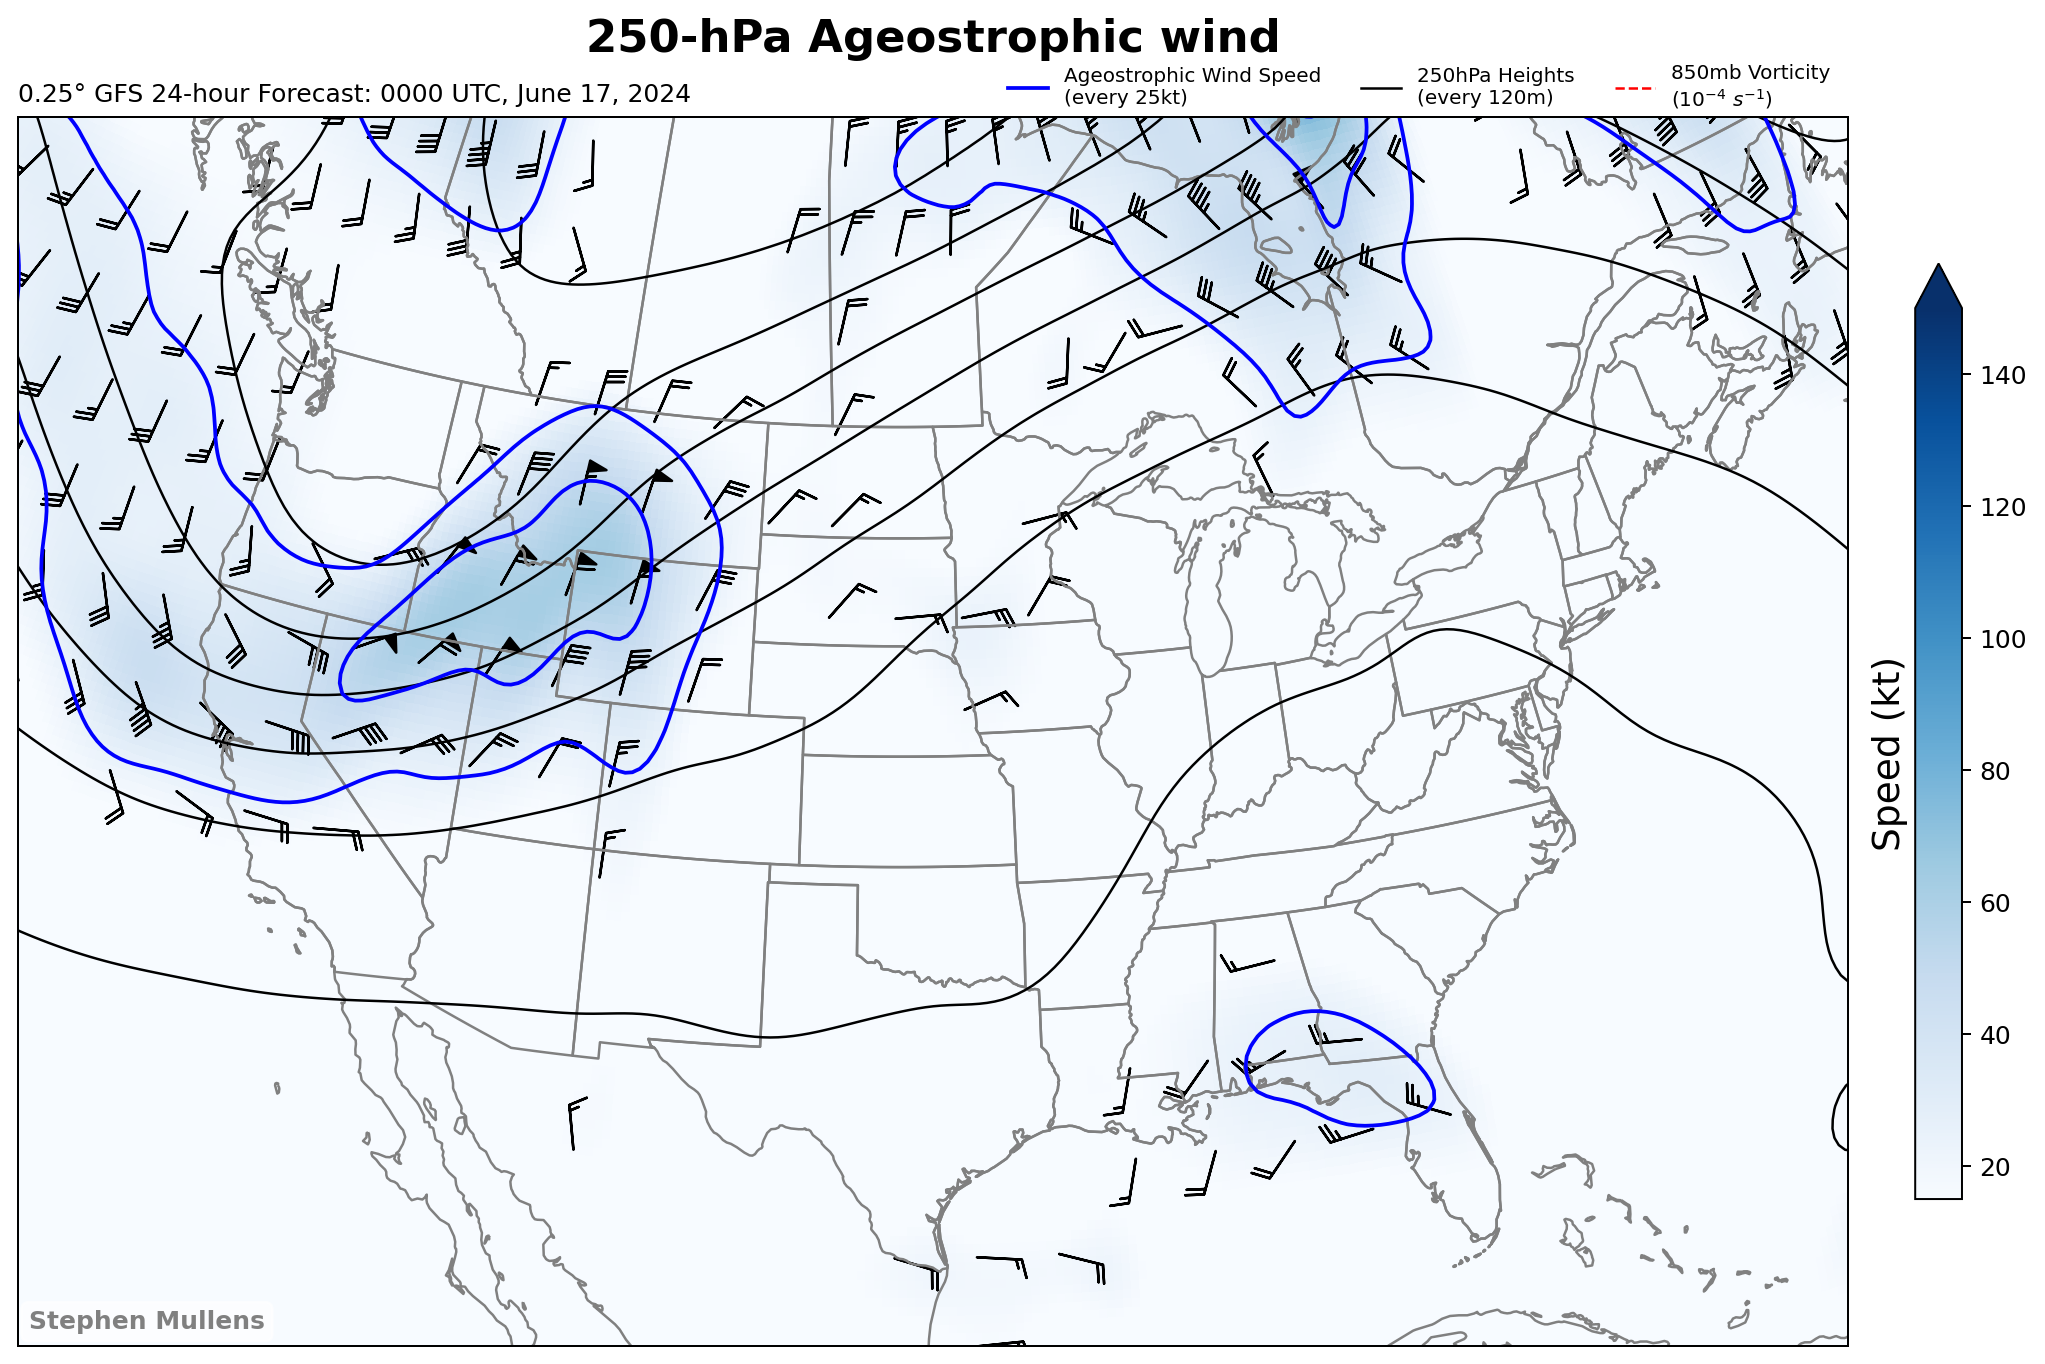 250-hPa Ageostrophic wind
0.25° GFS 24-hour Forecast: 0000 UTC, June 17, 2024
Ageostrophic Wind Speed
(every 25kt)
250hPa Heights
(every 120m)
850mb Vorticity
(10⁻⁴ s⁻¹)
140
120
100
80
60
40
20
Speed (kt)
Stephen Mullens